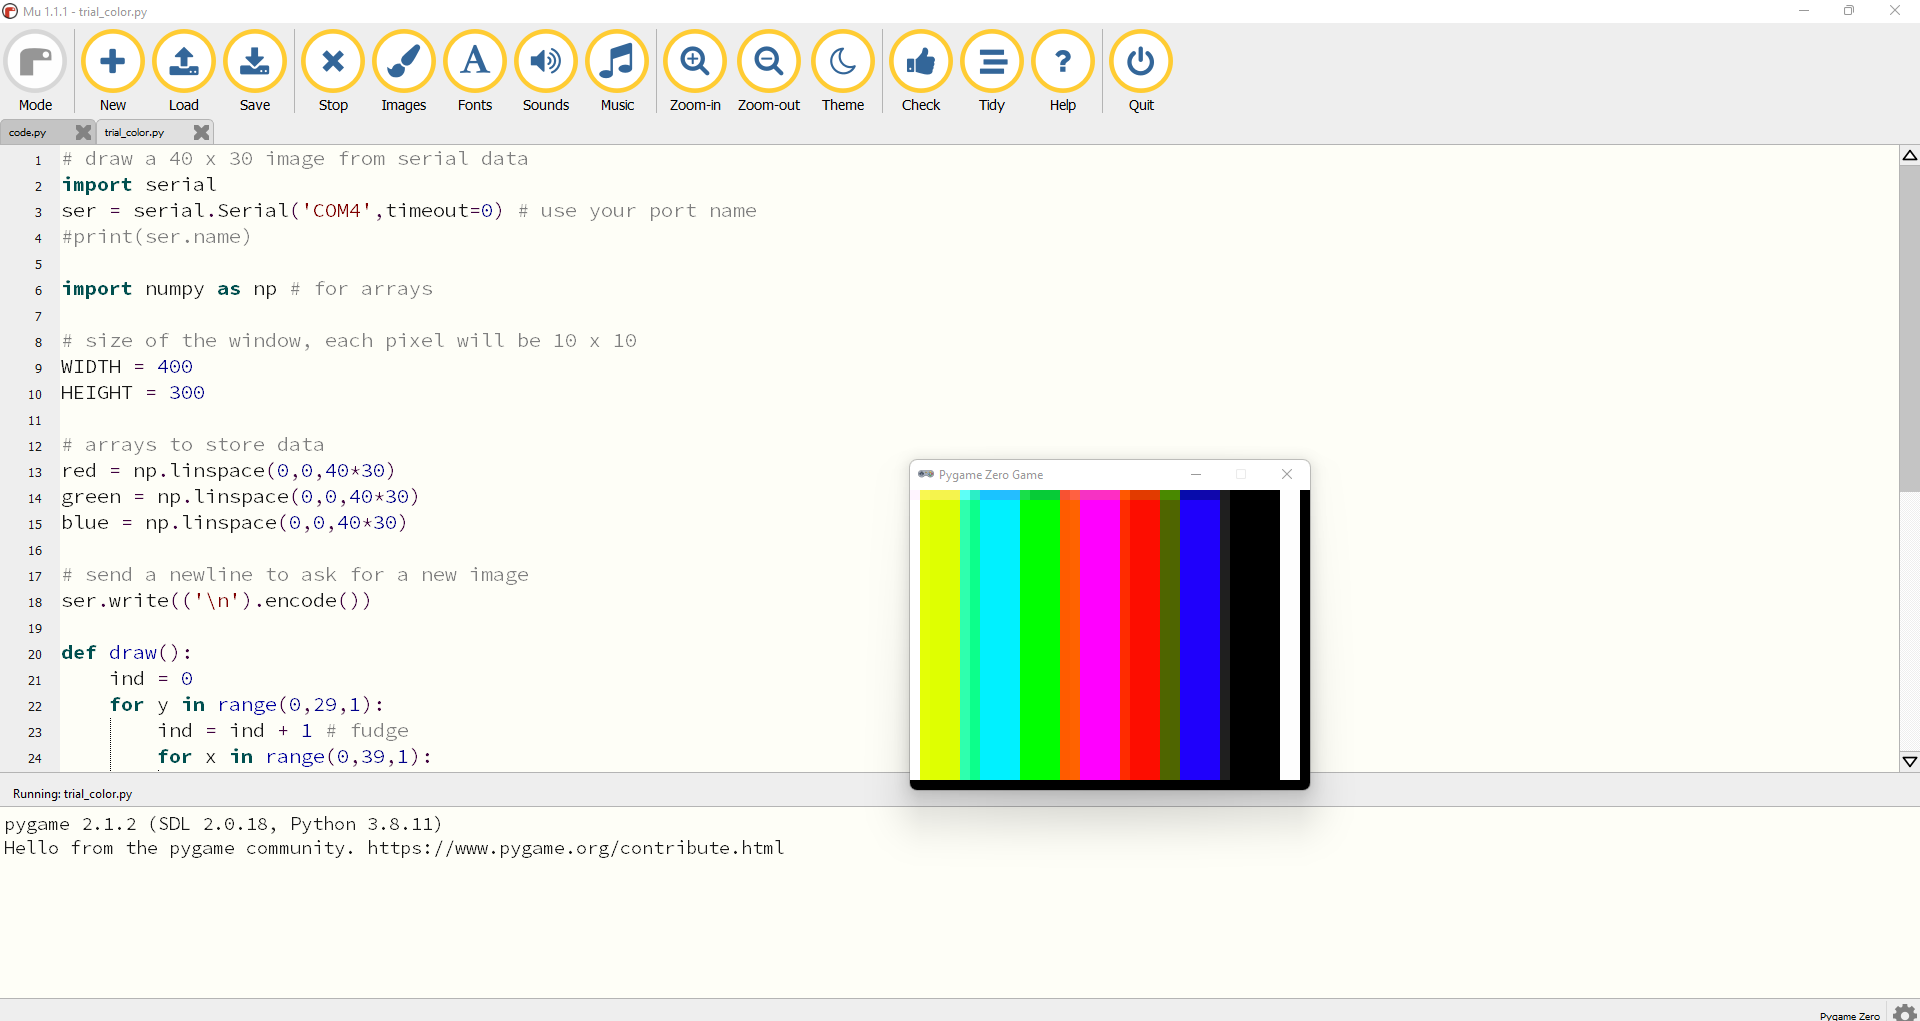 Mu 1.1.1 - trial_color.py
Mode New Load Save Stop Images Fonts Sounds Music Zoom-in Zoom-out Theme Check Tidy Help Quit
code.py trial_color.py
1 # draw a 40 x 30 image from serial data
2 import serial
3 ser = serial.Serial('COM4',timeout=0) # use your port name
4 #print(ser.name)
5
6 import numpy as np # for arrays
7
8 # size of the window, each pixel will be 10 x 10
9 WIDTH = 400
10 HEIGHT = 300
11
12 # arrays to store data
13 red = np.linspace(0,0,40*30)
14 green = np.linspace(0,0,40*30)
15 blue = np.linspace(0,0,40*30)
16
17 # send a newline to ask for a new image
18 ser.write(('\n').encode())
19
20 def draw():
21     ind = 0
22     for y in range(0,29,1):
23         ind = ind + 1 # fudge
24         for x in range(0,39,1):
Pygame Zero Game
Running: trial_color.py
pygame 2.1.2 (SDL 2.0.18, Python 3.8.11)
Hello from the pygame community. https://www.pygame.org/contribute.html
Pygame Zero